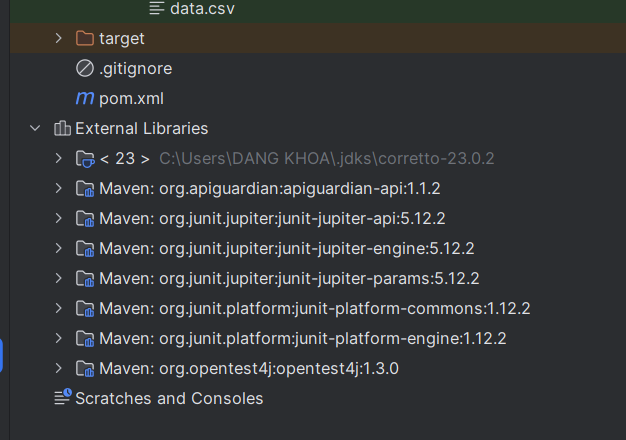 data.csv
target
.gitignore
pom.xml
External Libraries
< 23 > C:\Users\DANG KHOA\.jdks\corretto-23.0.2
Maven: org.apiguardian:apiguardian-api:1.1.2
Maven: org.junit.jupiter:junit-jupiter-api:5.12.2
Maven: org.junit.jupiter:junit-jupiter-engine:5.12.2
Maven: org.junit.jupiter:junit-jupiter-params:5.12.2
Maven: org.junit.platform:junit-platform-commons:1.12.2
Maven: org.junit.platform:junit-platform-engine:1.12.2
Maven: org.opentest4j:opentest4j:1.3.0
Scratches and Consoles